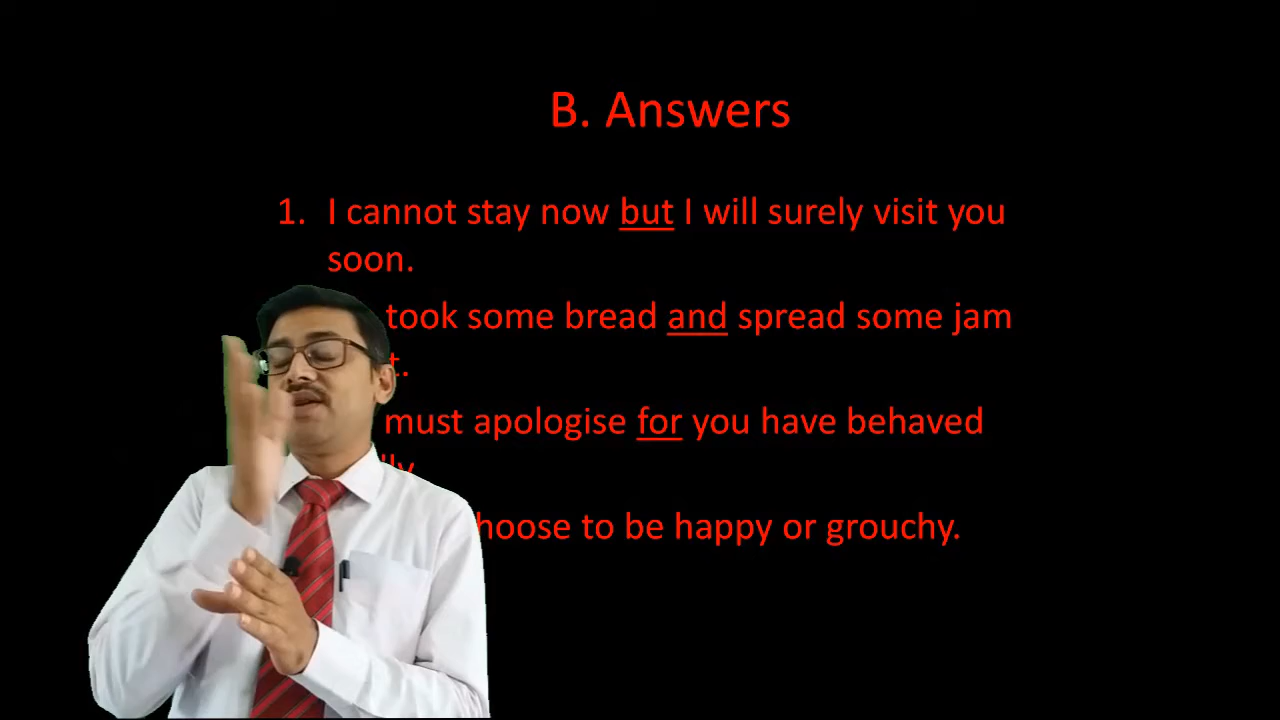 B. Answers
1. I cannot stay now but I will surely visit you
soon.
took some bread and spread some jam
must apologise for you have behaved
to be happy or grouchy.